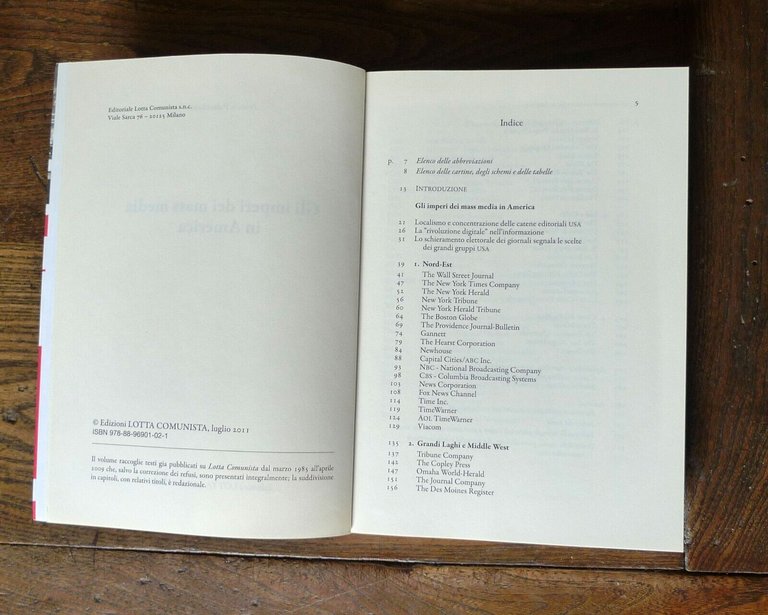 Editoriale Lotta Comunista s.n.c.
Viale Sarca 76 – 20125 Milano
Gli imperi dei mass media
in America
© Edizioni LOTTA COMUNISTA, luglio 2011
ISBN 978-88-96901-02-1
Il volume raccoglie testi gia pubblicati su Lotta Comunista dal marzo 1985 all'aprile
2009 che, salvo la correzione dei refusi, sono presentati integralmente; la suddivisione
in capitoli, con relativi titoli, è redazionale.
5
Indice
p. 7 Elenco delle abbreviazioni
8 Elenco delle cartine, degli schemi e delle tabelle
13 INTRODUZIONE
Gli imperi dei mass media in America
21 Localismo e concentrazione delle catene editoriali USA
26 La "rivoluzione digitale" nell'informazione
31 Lo schieramento elettorale dei giornali segnala le scelte
dei grandi gruppi USA
39 1. Nord-Est
41 The Wall Street Journal
47 The New York Times Company
52 The New York Herald
56 New York Tribune
60 New York Herald Tribune
64 The Boston Globe
69 The Providence Journal-Bulletin
74 Gannett
79 The Hearst Corporation
84 Newhouse
88 Capital Cities/ABC Inc.
93 NBC - National Broadcasting Company
98 CBS - Columbia Broadcasting Systems
103 News Corporation
108 Fox News Channel
114 Time Inc.
119 TimeWarner
124 AOL TimeWarner
129 Viacom
135 2. Grandi Laghi e Middle West
137 Tribune Company
142 The Copley Press
147 Omaha World-Herald
151 The Journal Company
156 The Des Moines Register